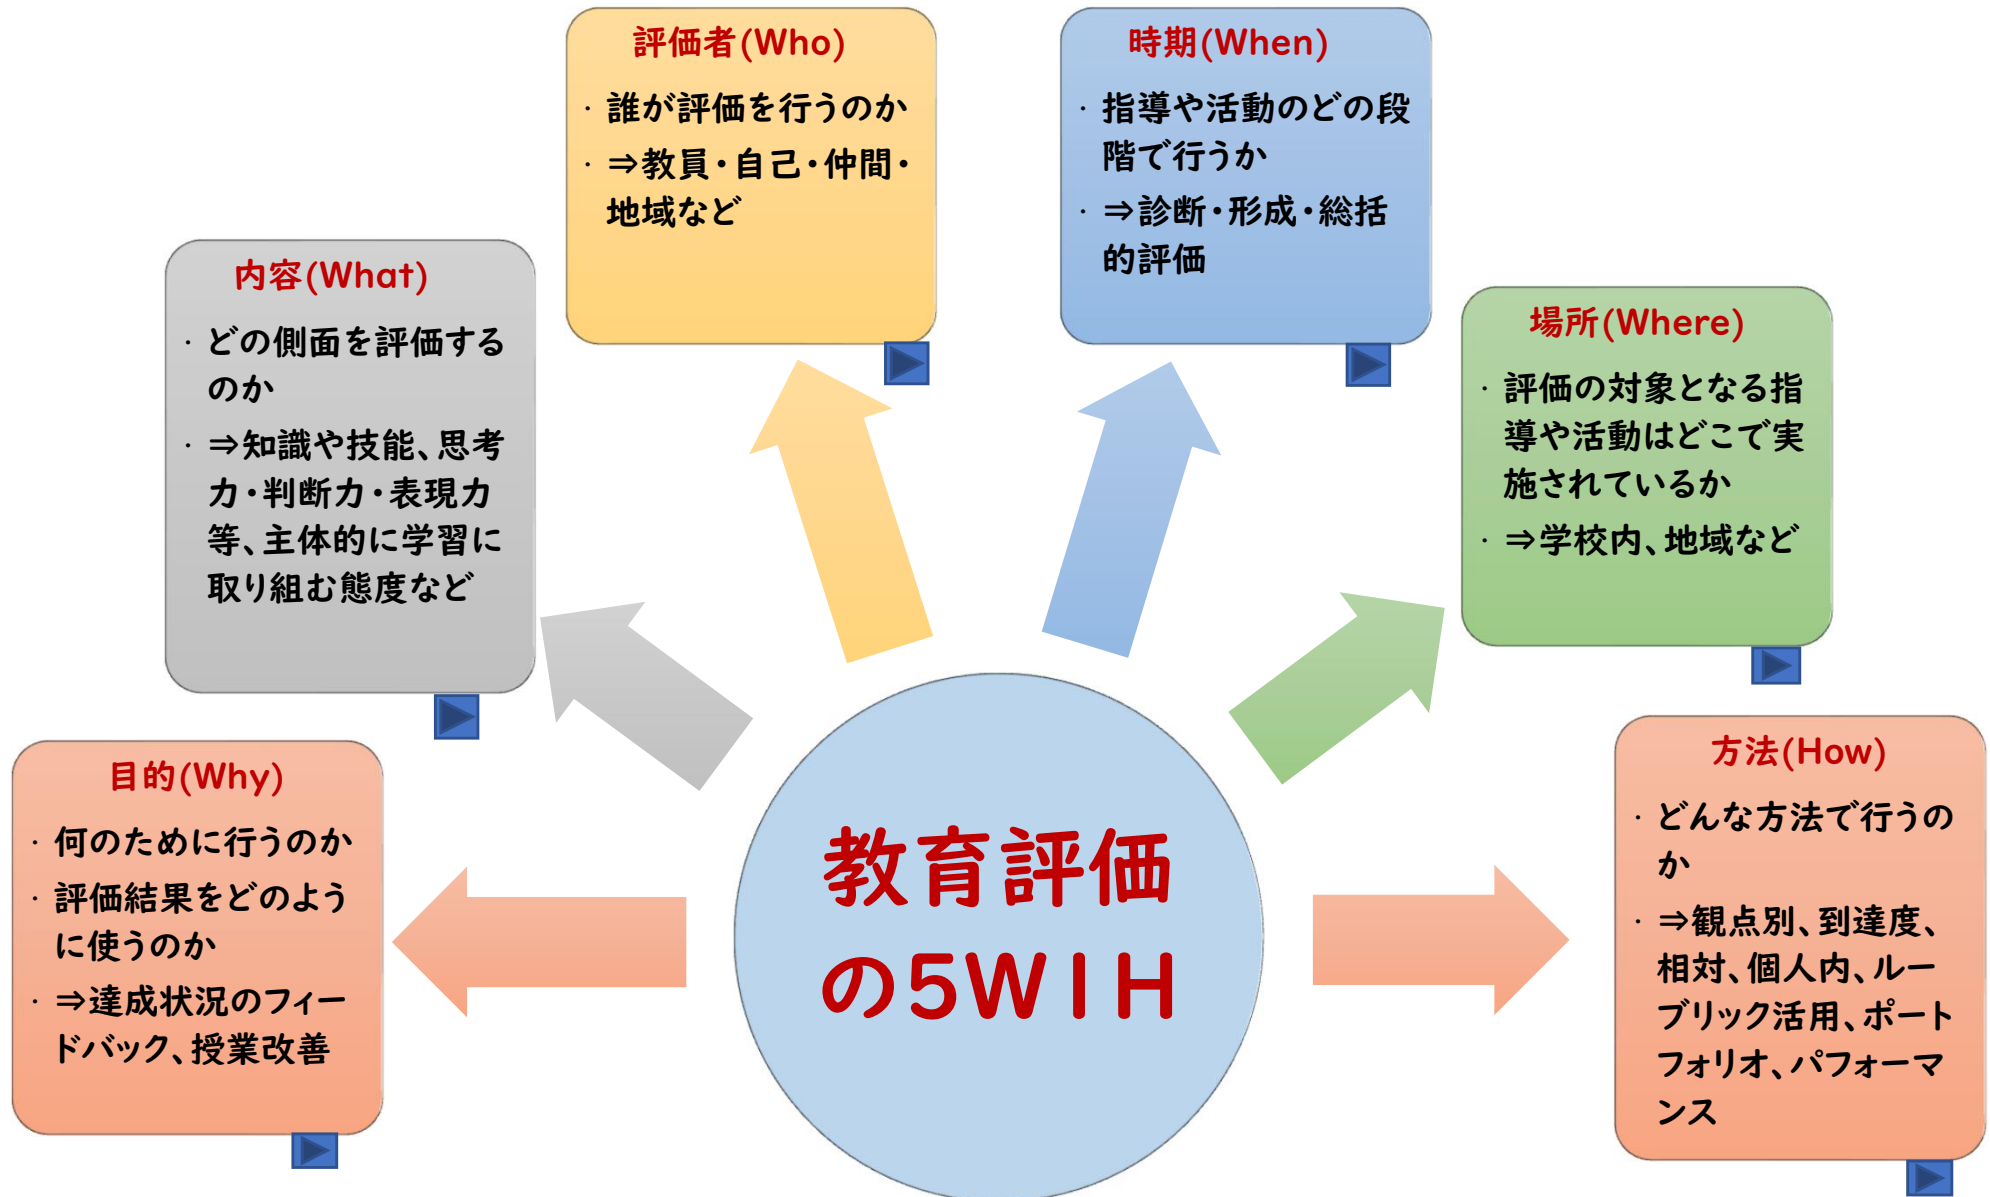 評価者(Who)
・誰が評価を行うのか
・⇒教員・自己・仲間・
地域など
時期(When)
・指導や活動のどの段
階で行うか
・⇒診断・形成・総括
的評価
内容(What)
・どの側面を評価する
のか
・⇒知識や技能、思考
力・判断力・表現力
等、主体的に学習に
取り組む態度など
場所(Where)
・評価の対象となる指
導や活動はどこで実
施されているか
・⇒学校内、地域など
目的(Why)
・何のために行うのか
・評価結果をどのよう
に使うのか
・⇒達成状況のフィー
ドバック、授業改善
教育評価
の5W1H
方法(How)
・どんな方法で行うの
か
・⇒観点別、到達度、
相対、個人内、ルー
ブリック活用、ポート
フォリオ、パフォーマ
ンス